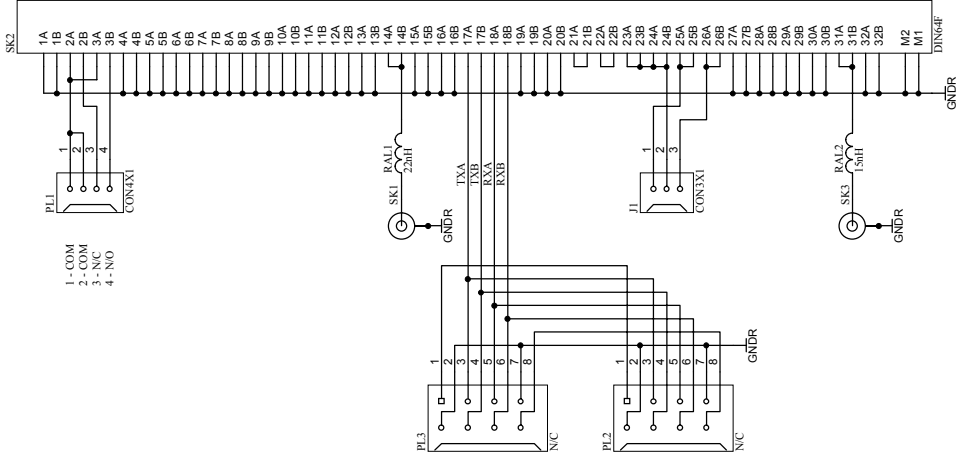 SK2
1A
1B
2A
2B
3A
3B
4A
4B
5A
5B
6A
6B
7A
7B
8A
8B
9A
9B
10A
10B
11A
11B
12A
12B
13A
13B
14A
14B
15A
15B
16A
16B
17A
17B
18A
18B
19A
19B
20A
20B
21A
21B
22A
22B
23A
23B
24A
24B
25A
25B
26A
26B
27A
27B
28A
28B
29A
29B
30A
30B
31A
31B
32A
32B
M2
M1
DIN64F
GNDR
1
2
3
4
PL1
CON4X1
1 - COM
2 - COM
3 - N/C
4 - N/O
RAL1
22nH
SK1
GNDR
TXA
TXB
RXA
RXB
1
2
3
J1
CON3X1
RAL2
15nH
SK3
GNDR
1
2
3
4
5
6
7
8
PL3
N/C
1
2
3
4
5
6
7
8
PL2
N/C
GNDR